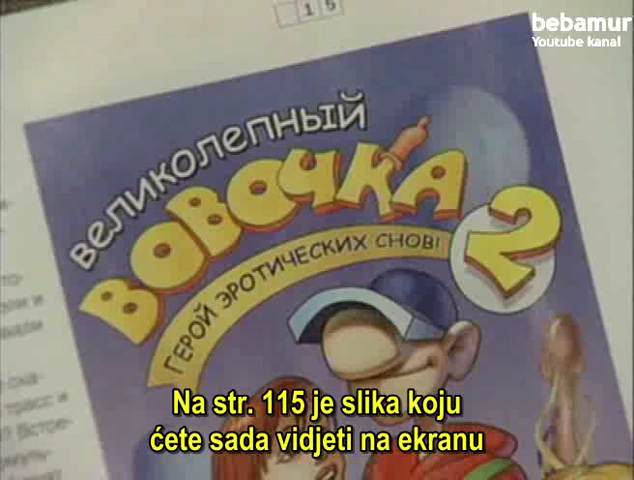 15
bebamur
Youtube kanal
ВЕЛИКОЛЕПНЫЙ
ВОВОЧКА
2
ГЕРОЙ ЭРОТИЧЕСКИХ СНОВ!
Na str. 115 je slika koju
ćete sada vidjeti na ekranu